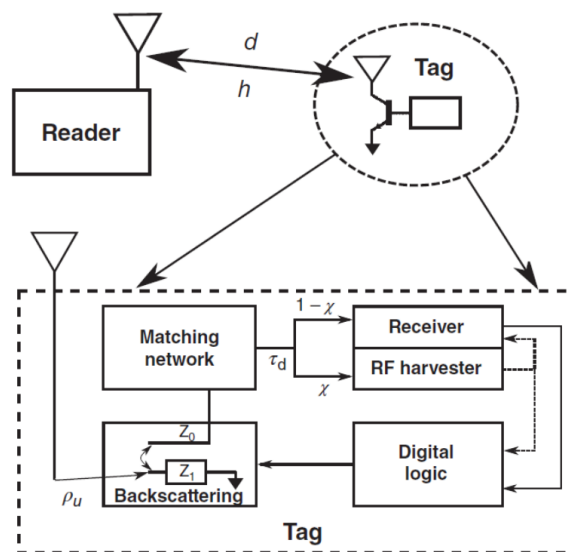 d
h
Reader
Tag
Matching
network
τd
1 − χ
χ
Receiver
RF harvester
Z0
Z1
Backscattering
ρu
Digital
logic
Tag